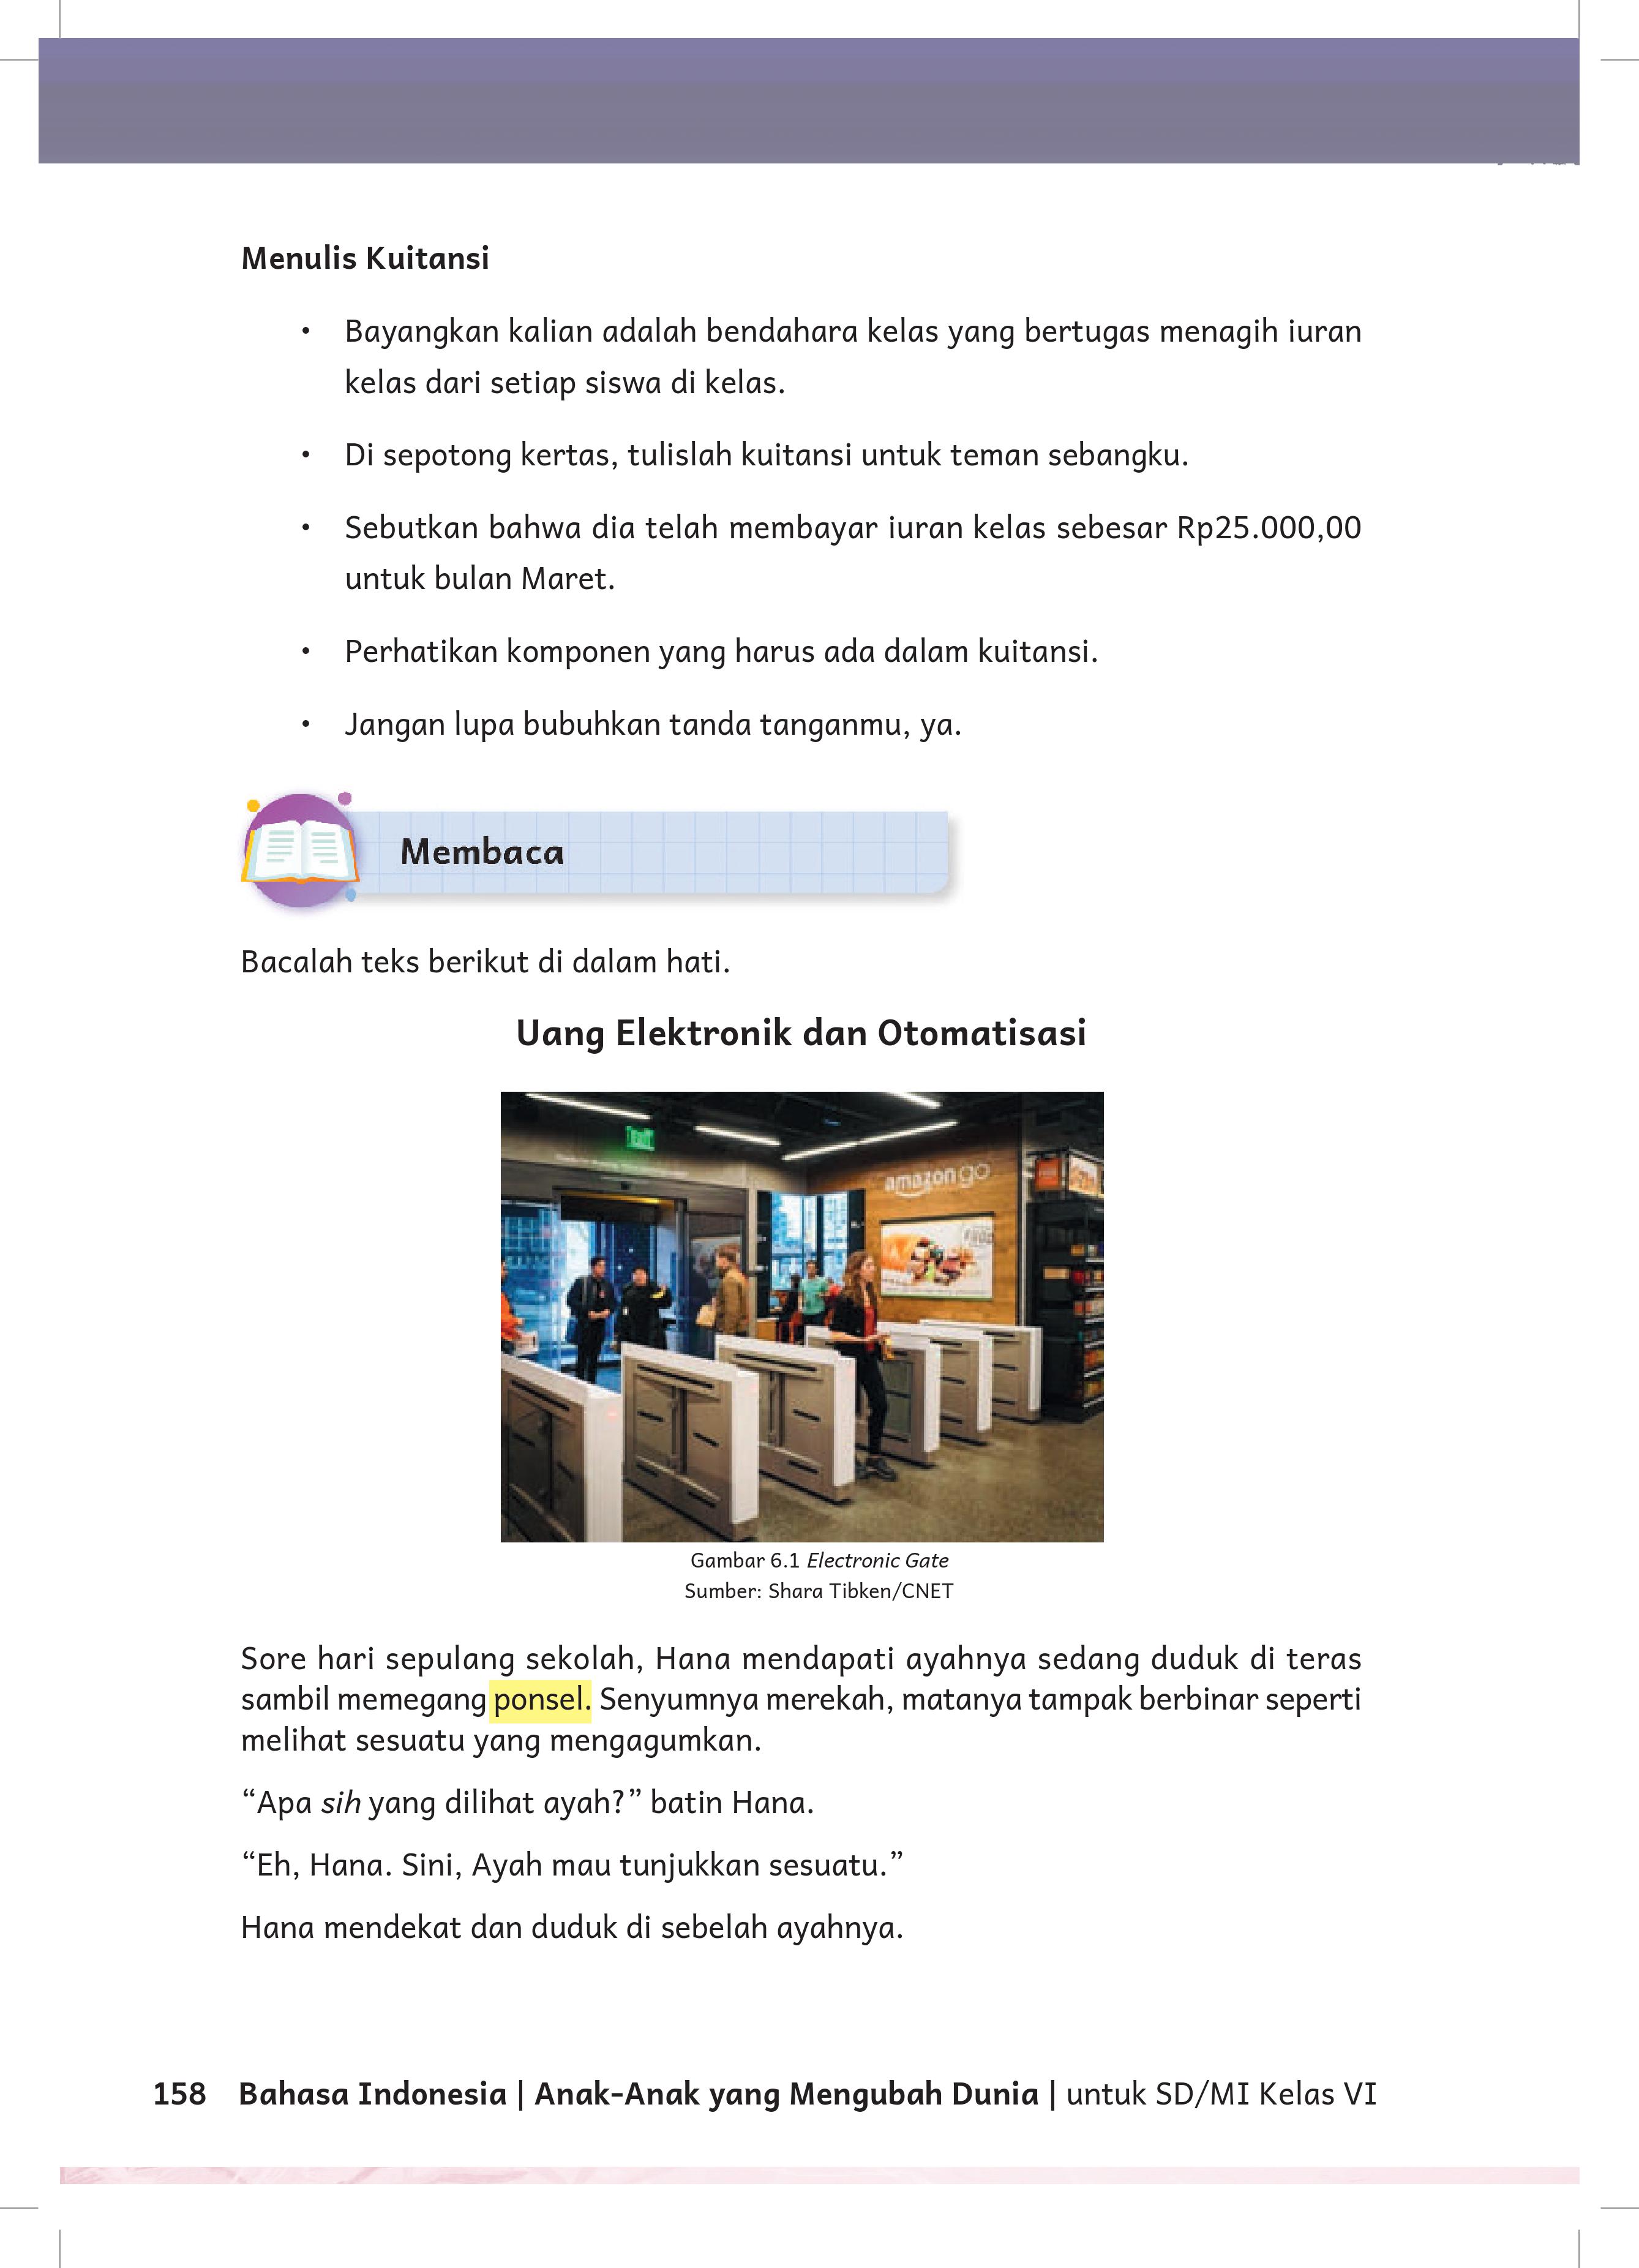 Menulis Kuitansi
• Bayangkan kalian adalah bendahara kelas yang bertugas menagih iuran
kelas dari setiap siswa di kelas.
• Di sepotong kertas, tulislah kuitansi untuk teman sebangku.
• Sebutkan bahwa dia telah membayar iuran kelas sebesar Rp25.000,00
untuk bulan Maret.
• Perhatikan komponen yang harus ada dalam kuitansi.
• Jangan lupa bubuhkan tanda tanganmu, ya.
Membaca
Bacalah teks berikut di dalam hati.
Uang Elektronik dan Otomatisasi
EXIT
amazon go
Gambar 6.1 Electronic Gate
Sumber: Shara Tibken/CNET
Sore hari sepulang sekolah, Hana mendapati ayahnya sedang duduk di teras
sambil memegang ponsel. Senyumnya merekah, matanya tampak berbinar seperti
melihat sesuatu yang mengagumkan.
“Apa sih yang dilihat ayah?” batin Hana.
“Eh, Hana. Sini, Ayah mau tunjukkan sesuatu.”
Hana mendekat dan duduk di sebelah ayahnya.
158 Bahasa Indonesia | Anak-Anak yang Mengubah Dunia | untuk SD/MI Kelas VI